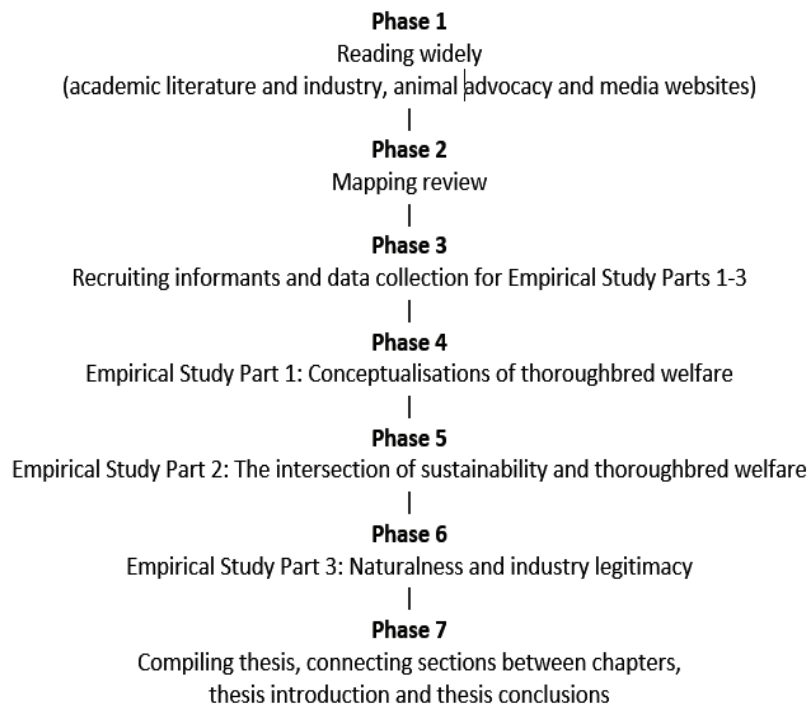 Phase 1
Reading widely
(academic literature and industry, animal advocacy and media websites)
Phase 2
Mapping review
Phase 3
Recruiting informants and data collection for Empirical Study Parts 1-3
Phase 4
Empirical Study Part 1: Conceptualisations of thoroughbred welfare
Phase 5
Empirical Study Part 2: The intersection of sustainability and thoroughbred welfare
Phase 6
Empirical Study Part 3: Naturalness and industry legitimacy
Phase 7
Compiling thesis, connecting sections between chapters,
thesis introduction and thesis conclusions